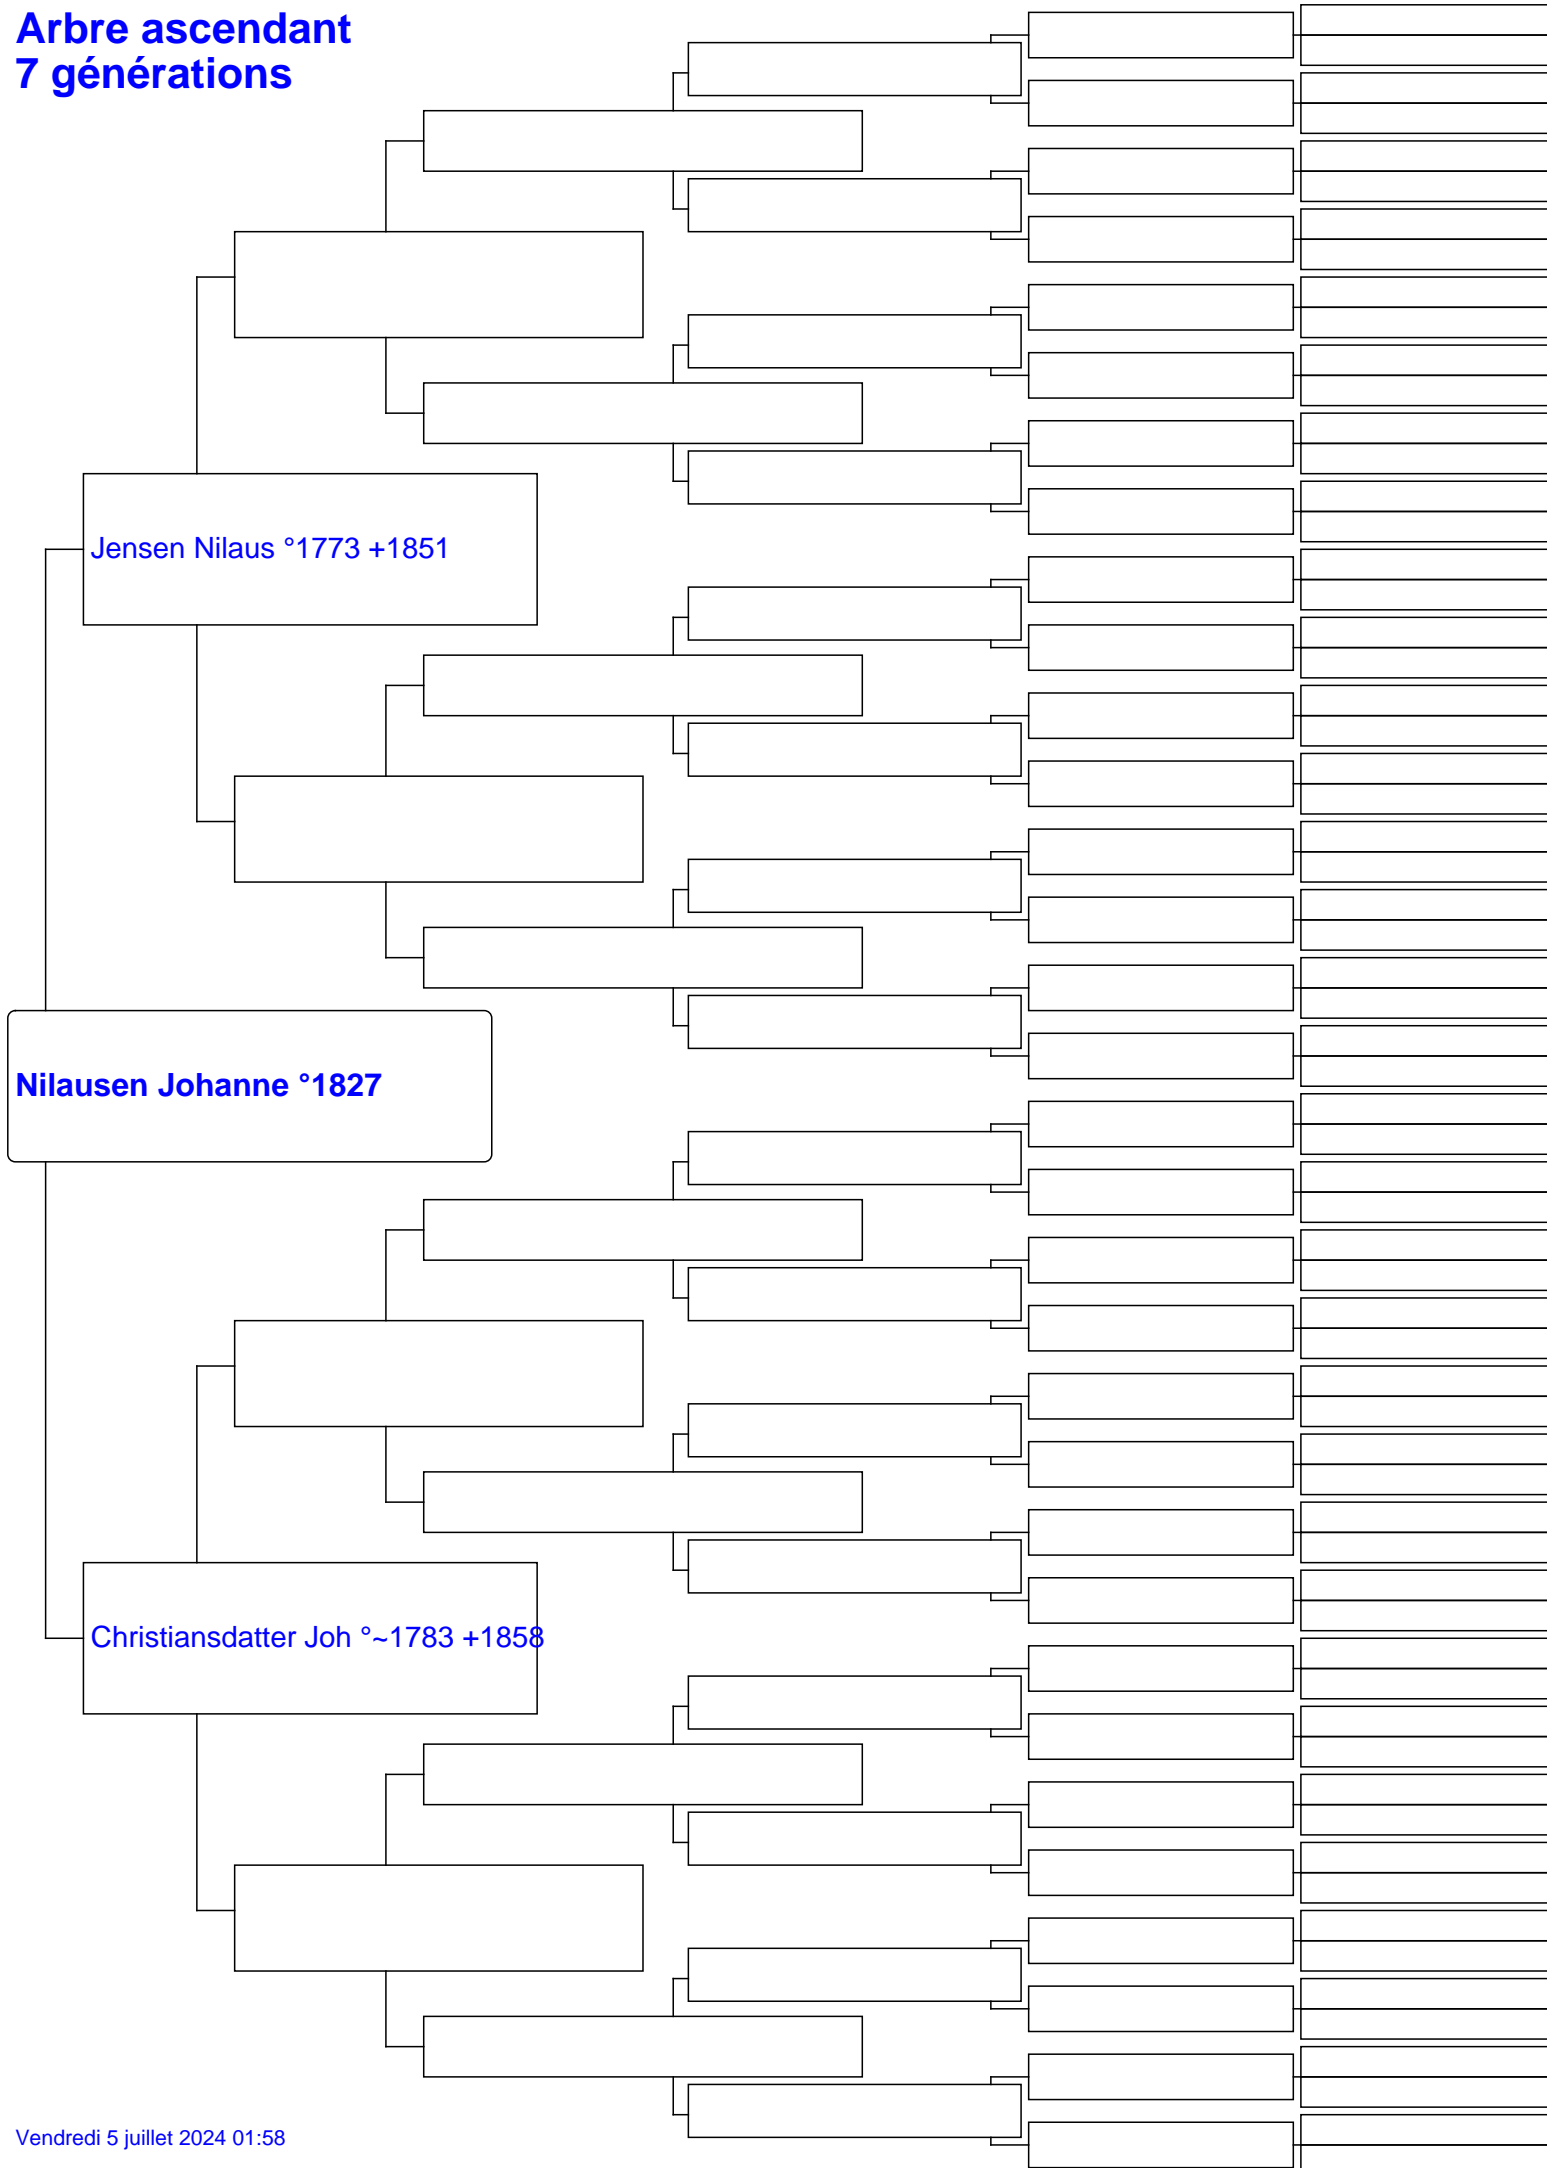 Arbre ascendant
7 générations
Jensen Nilaus °1773 +1851
Nilausen Johanne °1827
Christiansdatter Joh °~1783 +1858
Vendredi 5 juillet 2024 01:58